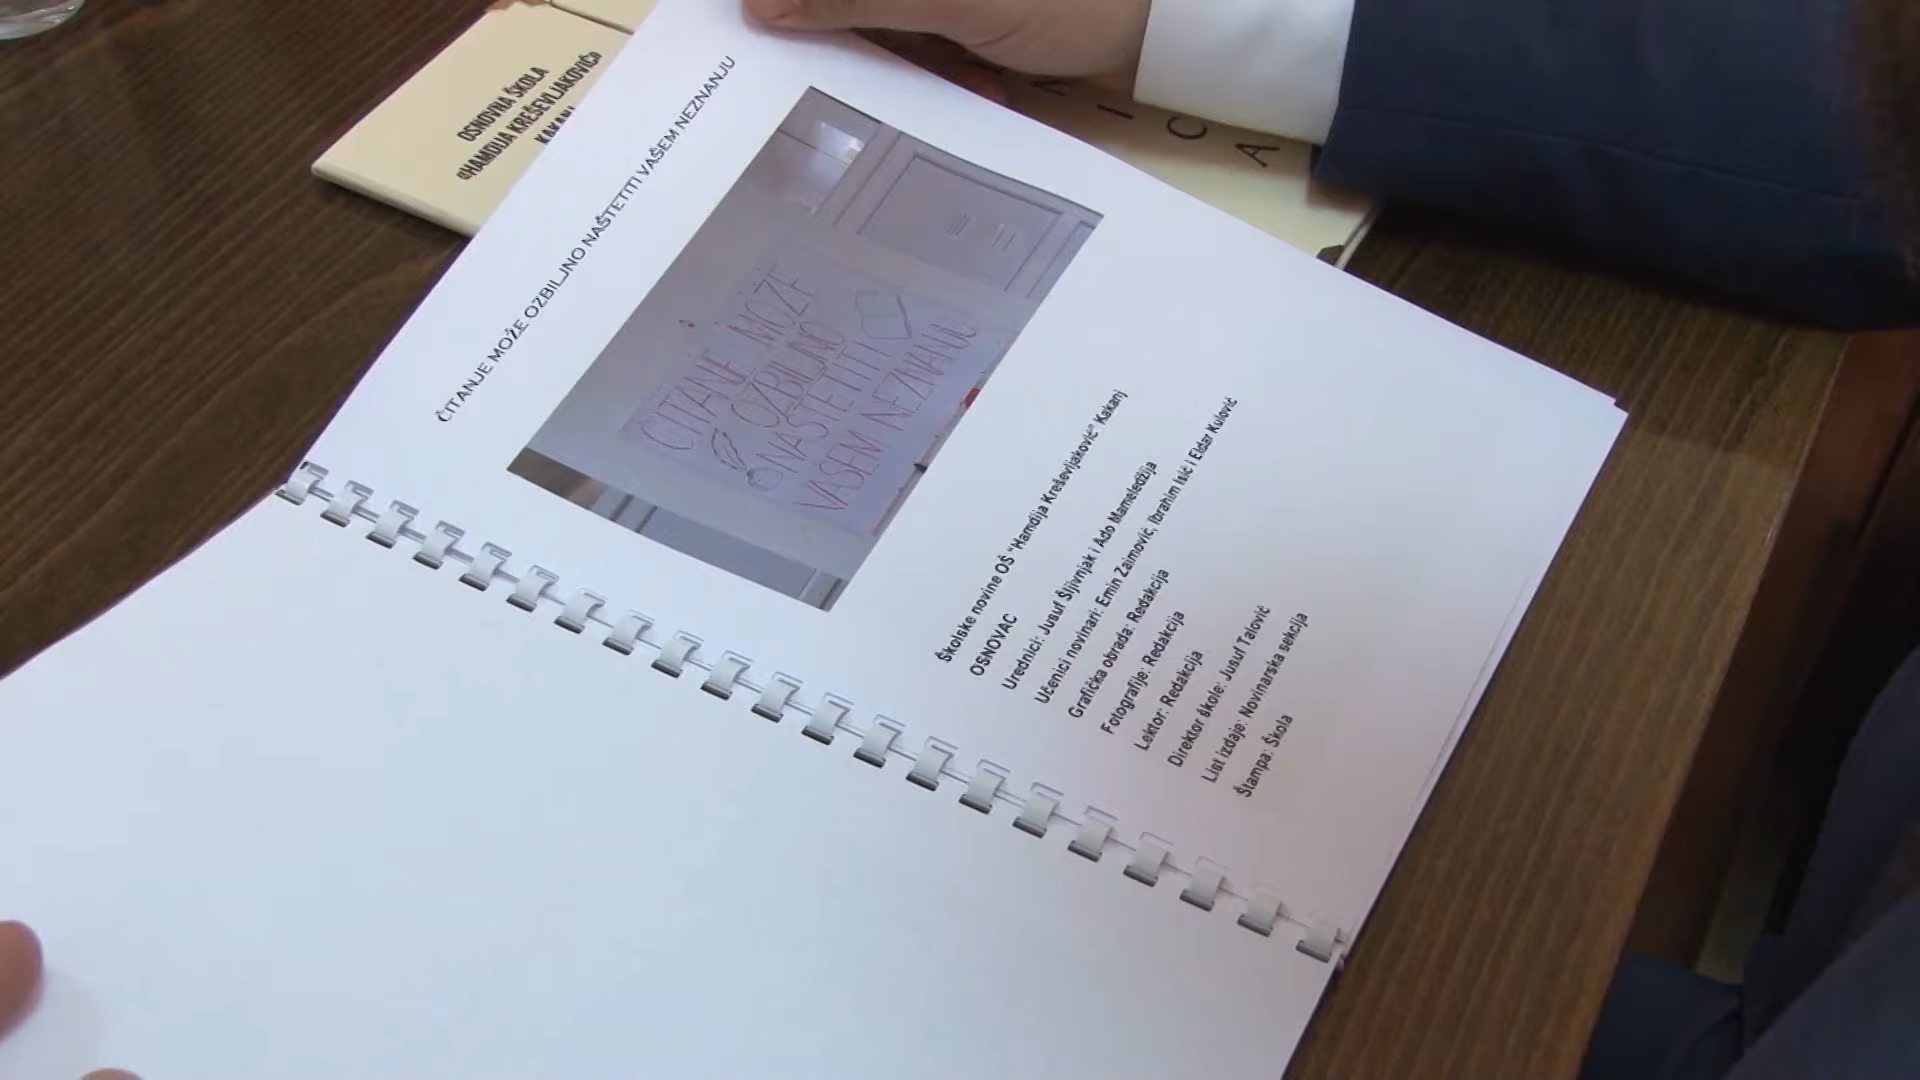 OSNOVNA ŠKOLA
«HAMDIJA KREŠEVLJAKOVIĆ»
KAKANJ
ČITANJE MOŽE OZBILJNO NAŠTETITI VAŠEM NEZNANJU
ČITANJE MOŽE
OZBILJNO
NAŠTETITI
VAŠEM NEZNANJU
Školske novine OŠ "Hamdija Kreševljaković" Kakanj
OSNOVAC
Urednici: Jusuf Šljivnjak i Ado Mameledžija
Učenici novinari: Emin Zaimović, Ibrahim Isić i Eldar Kulović
Grafička obrada: Redakcija
Fotografije: Redakcija
Lektor: Redakcija
Direktor škole: Jusuf Talović
List izdaje: Novinarska sekcija
Štampa: Škola